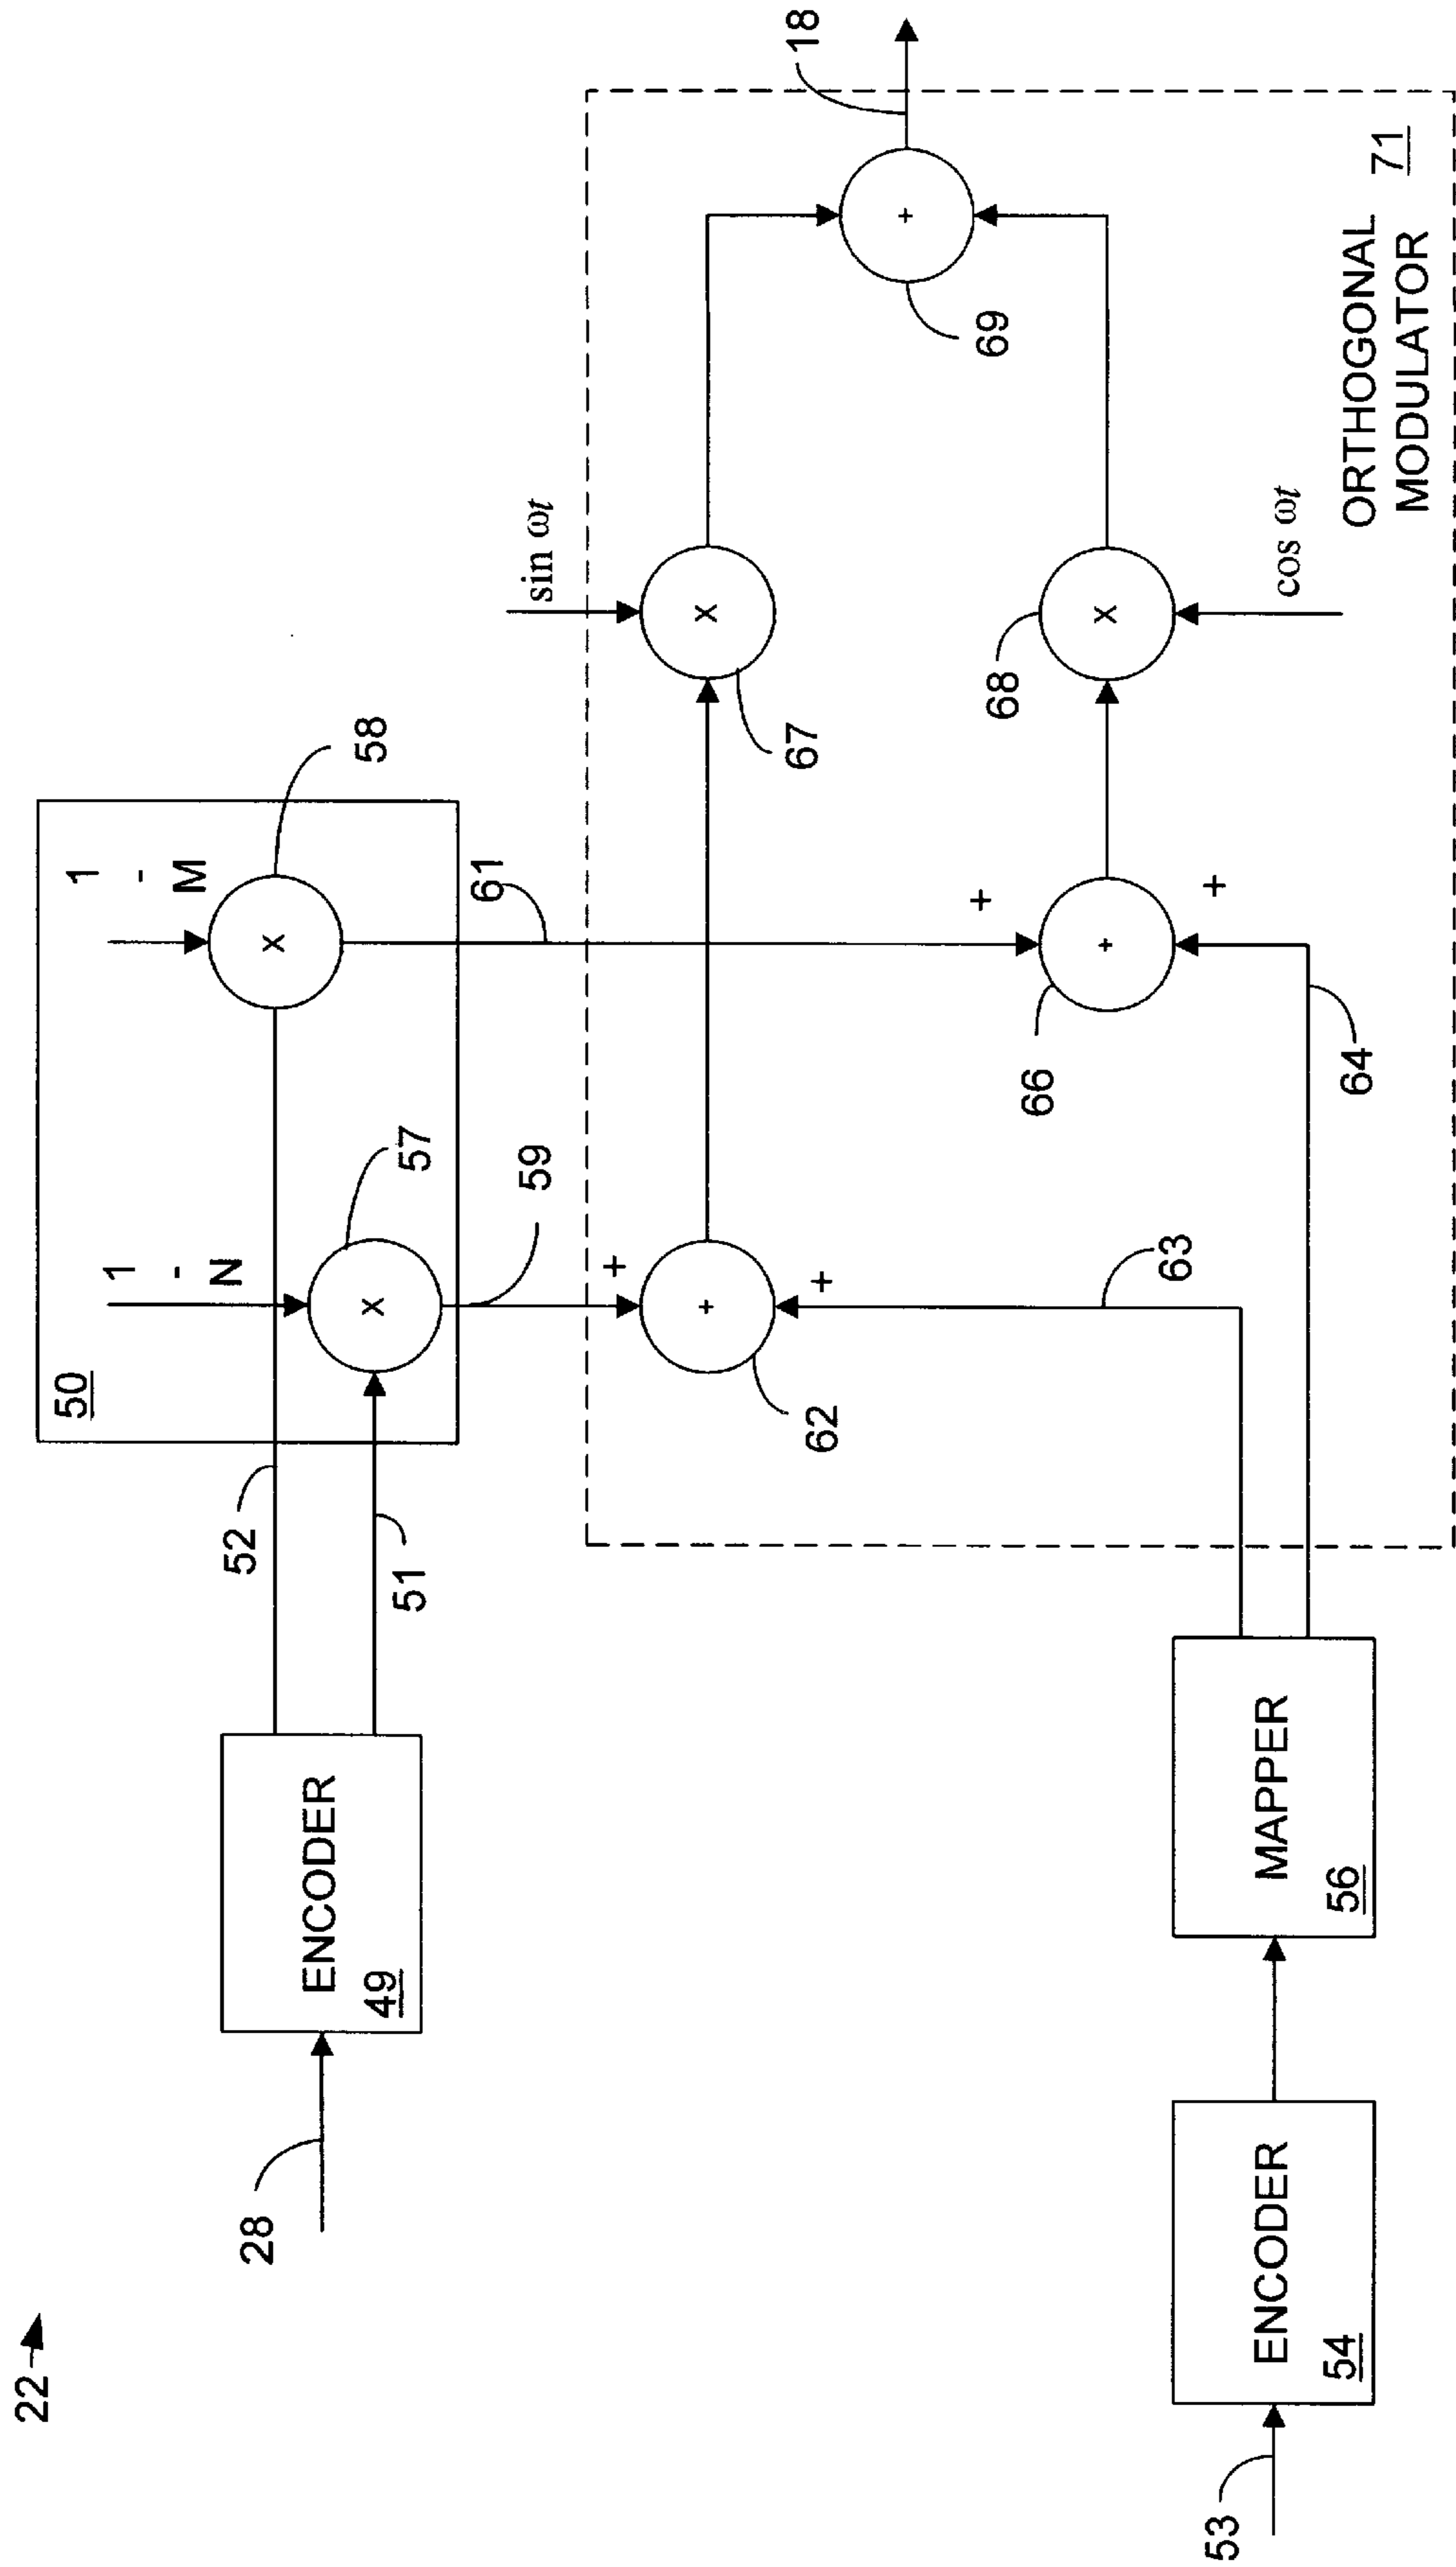 22
28
ENCODER
49
52
51
50
1
-
N
57
59
1
-
M
58
61
53
ENCODER
54
MAPPER
56
63
64
+
+
+
62
+
+
+
66
sin ωt
x
67
x
68
cos ωt
+
69
18
x
x
ORTHOGONAL
MODULATOR
71